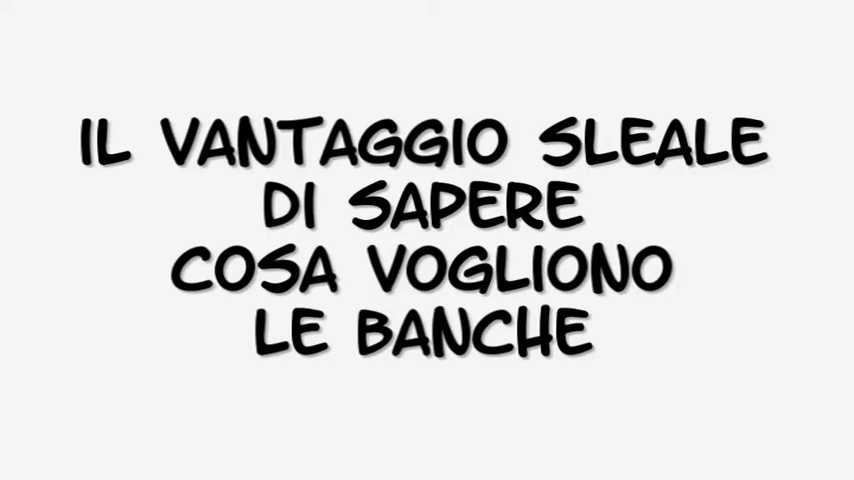 IL VANTAGGIO SLEALE
DI SAPERE
COSA VOGLIONO
LE BANCHE